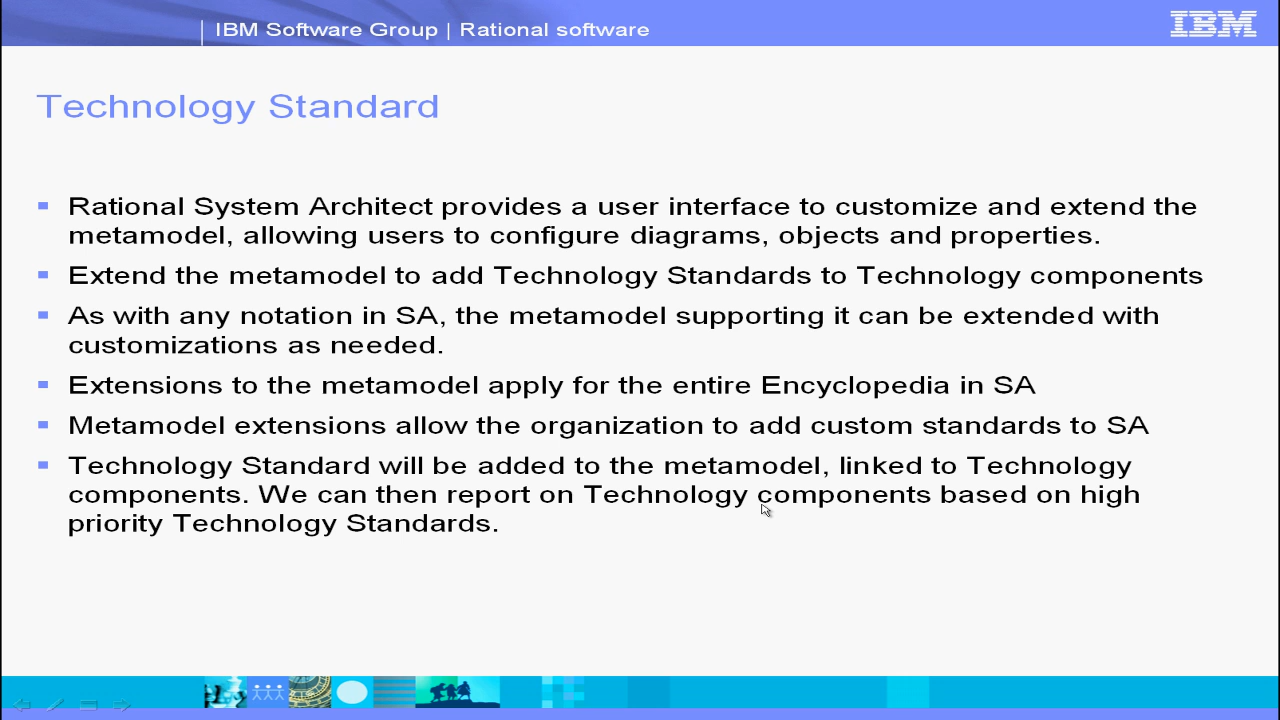 IBM Software Group | Rational software
IBM
Technology Standard
Rational System Architect provides a user interface to customize and extend the
metamodel, allowing users to configure diagrams, objects and properties.
Extend the metamodel to add Technology Standards to Technology components
As with any notation in SA, the metamodel supporting it can be extended with
customizations as needed.
Extensions to the metamodel apply for the entire Encyclopedia in SA
Metamodel extensions allow the organization to add custom standards to SA
Technology Standard will be added to the metamodel, linked to Technology
components. We can then report on Technology components based on high
priority Technology Standards.